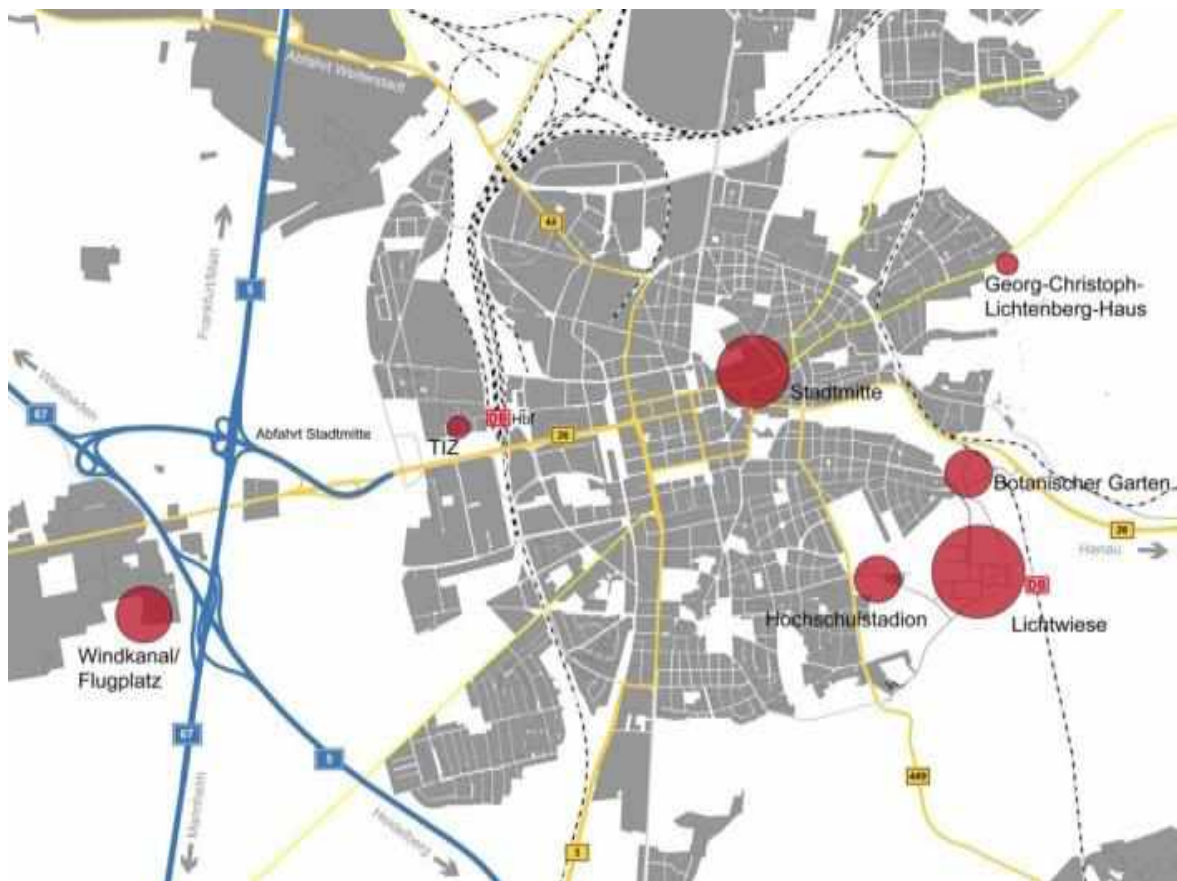 Abfahrt Weiterstadt
Frankfurt/Main
5
44
Georg-Christoph-
Lichtenberg-Haus
Wiesbaden
67
Abfahrt Stadtmitte
TIZ
DB Hbf
26
Stadtmitte
Botanischer Garten
26
Hanau
DB
Hochschulstadion
Lichtwiese
Windkanal/
Flugplatz
67
5
Mannheim
Heidelberg
449
3